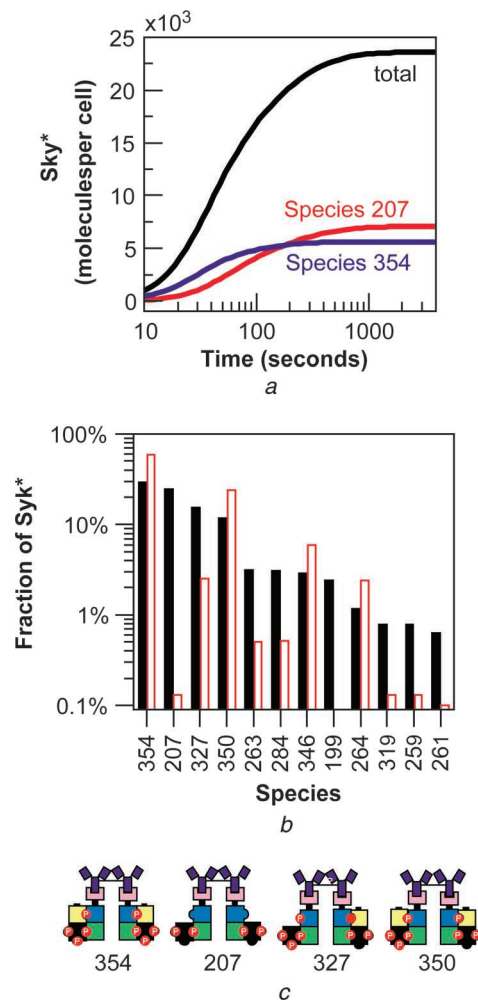 x10³
25
20
15
10
5
0
Sky*
(moleculesper cell)
total
Species 207
Species 354
10 100 1000
Time (seconds)
a
100%
10%
1%
0.1%
Fraction of Syk*
354 207 327 350 263 284 346 199 264 319 259 261
Species
b
P P P P P P
P P P P
P P P P
P P P P P
354 207 327 350
c